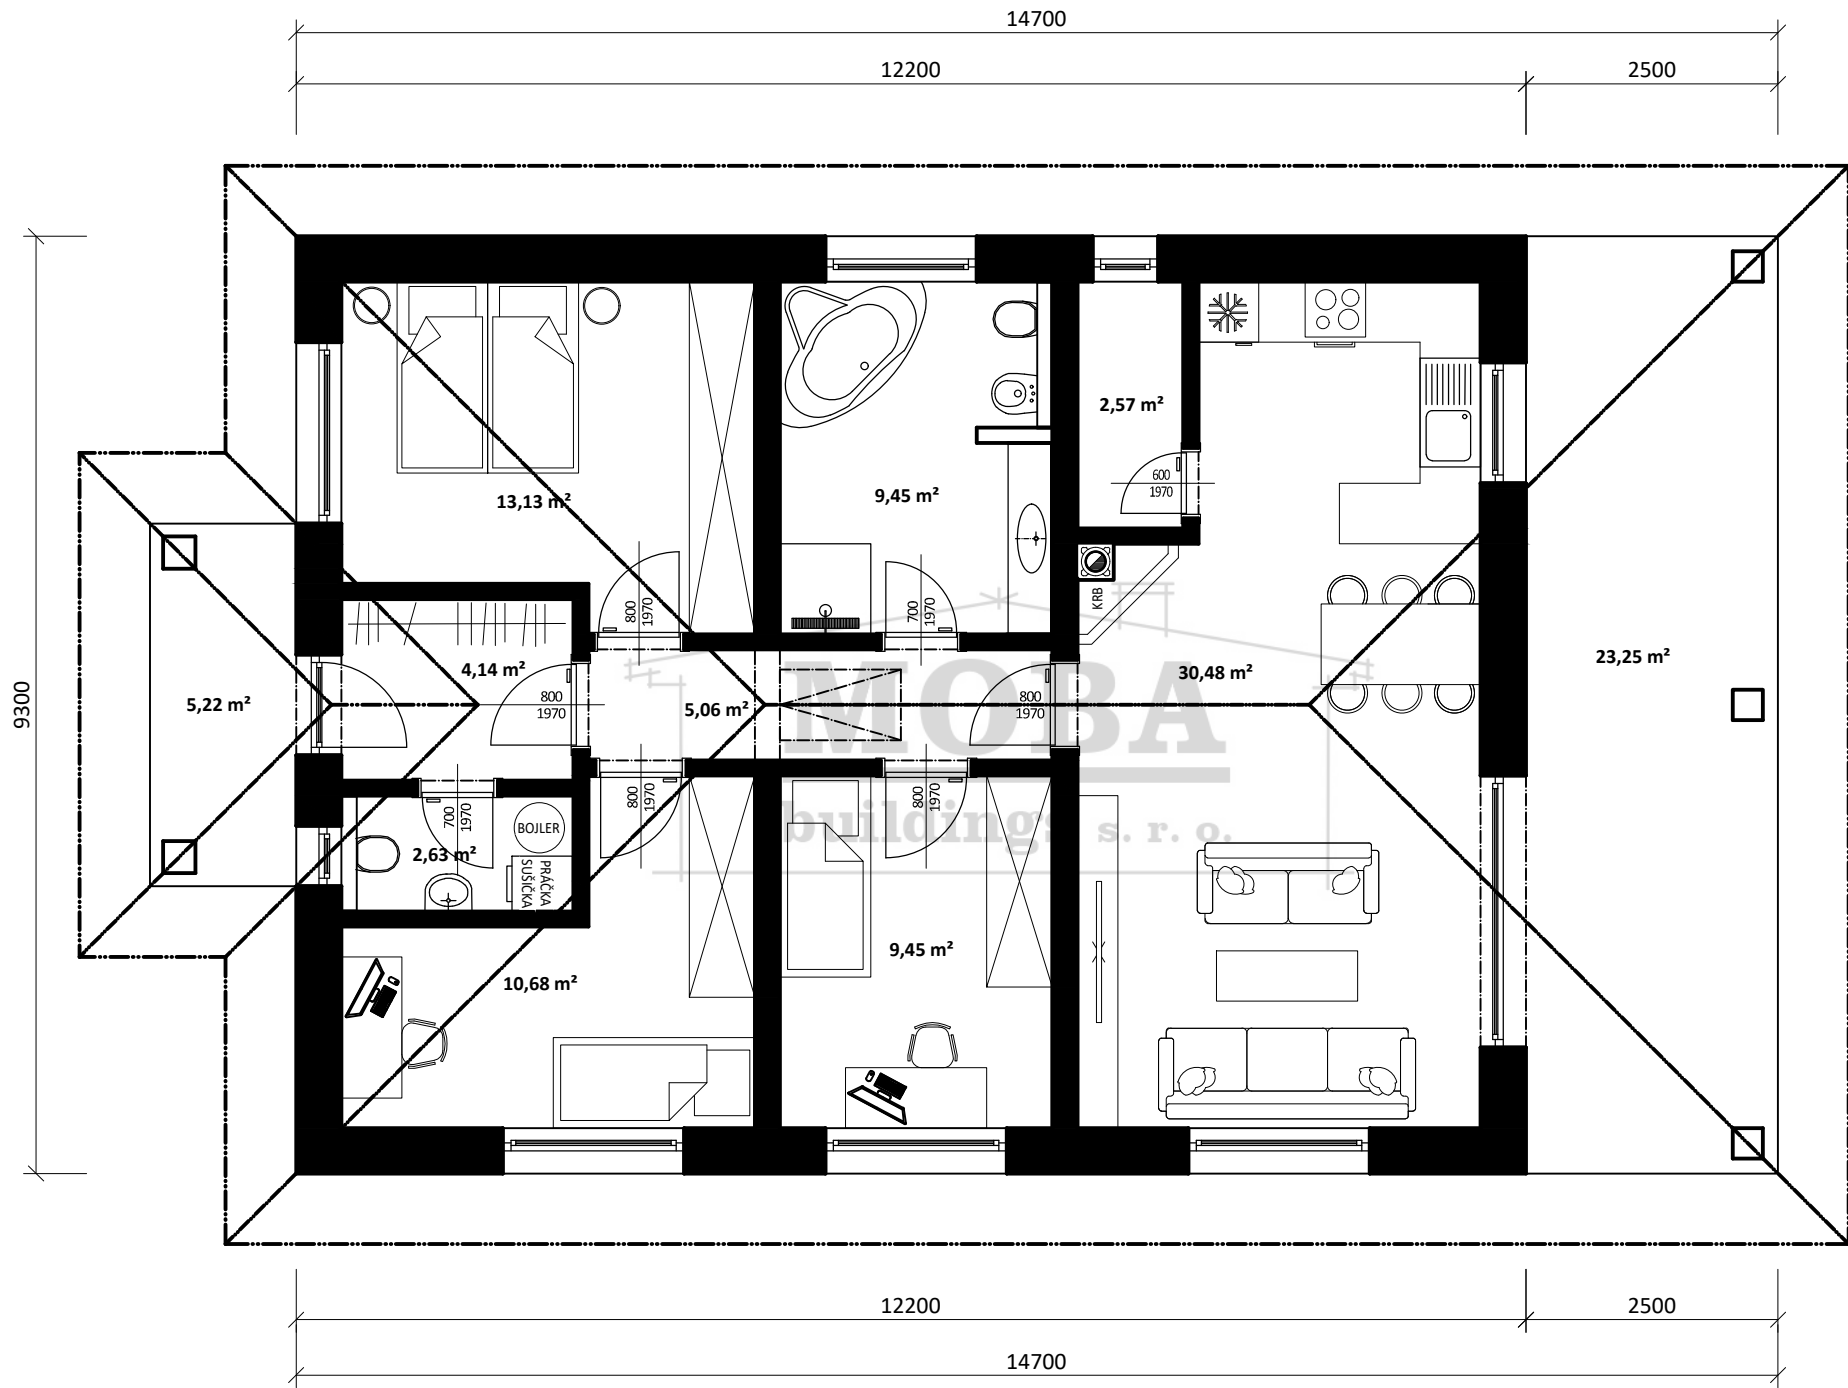 14700
12200
2500
9300
13,13 m²
9,45 m²
2,57 m²
600
1970
KRB
800
1970
700
1970
4,14 m²
800
1970
5,22 m²
5,06 m²
800
1970
30,48 m²
23,25 m²
MOBA
buildings s. r. o.
700
1970
BOJLER
2,63 m²
PRAČKA
SUŠIČKA
800
1970
800
1970
10,68 m²
9,45 m²
12200
2500
14700